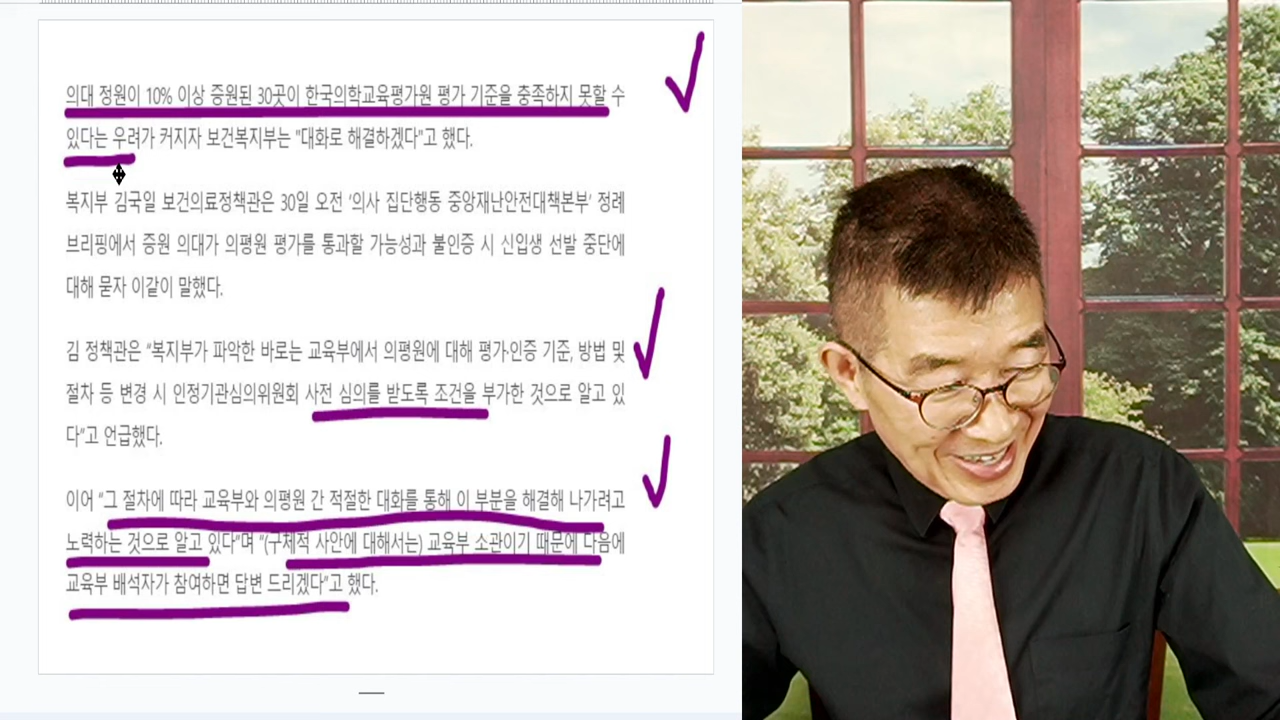 의대 정원이 10% 이상 증원된 30곳이 한국의학교육평가원 평가 기준을 충족하지 못할 수
있다는 우려가 커지자 보건복지부는 "대화로 해결하겠다"고 했다.
복지부 김국일 보건의료정책관은 30일 오전 '의사 집단행동 중앙재난안전대책본부' 정례
브리핑에서 증원 의대가 의평원 평가를 통과할 가능성과 불인증 시 신입생 선발 중단에
대해 묻자 이같이 말했다.
김 정책관은 “복지부가 파악한 바로는 교육부에서 의평원에 대해 평가·인증 기준, 방법 및
절차 등 변경 시 인정기관심의위원회 사전 심의를 받도록 조건을 부가한 것으로 알고 있
다”고 언급했다.
이어 “그 절차에 따라 교육부와 의평원 간 적절한 대화를 통해 이 부분을 해결해 나가려고
노력하는 것으로 알고 있다”며 “(구체적 사안에 대해서는) 교육부 소관이기 때문에 다음에
교육부 배석자가 참여하면 답변 드리겠다”고 했다.